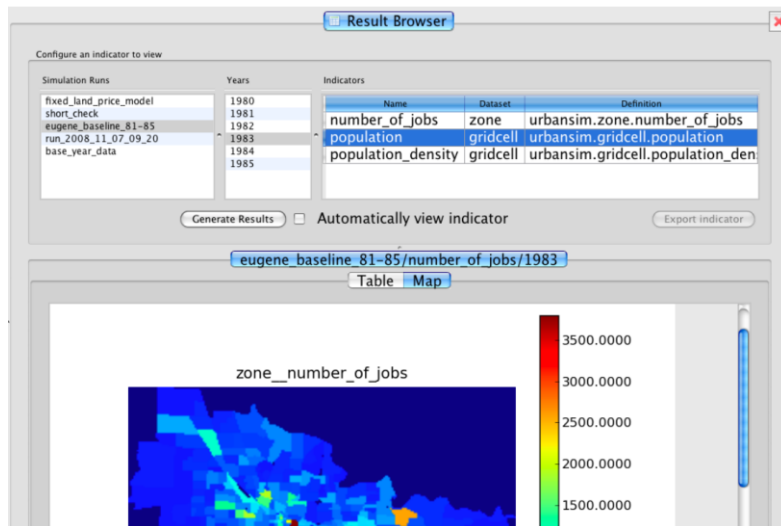 Result Browser
Configure an indicator to view
Simulation Runs
Years
Indicators
fixed_land_price_model
short_check
eugene_baseline_81-85
run_2008_11_07_09_20
base_year_data
1980
1981
1982
1983
1984
1985
Name Dataset Definition
number_of_jobs zone urbansim.zone.number_of_jobs
population gridcell urbansim.gridcell.population
population_density gridcell urbansim.gridcell.population_den
Generate Results
Automatically view indicator
Export indicator
eugene_baseline_81-85/number_of_jobs/1983
Table Map
zone__number_of_jobs
3500.0000
3000.0000
2500.0000
2000.0000
1500.0000